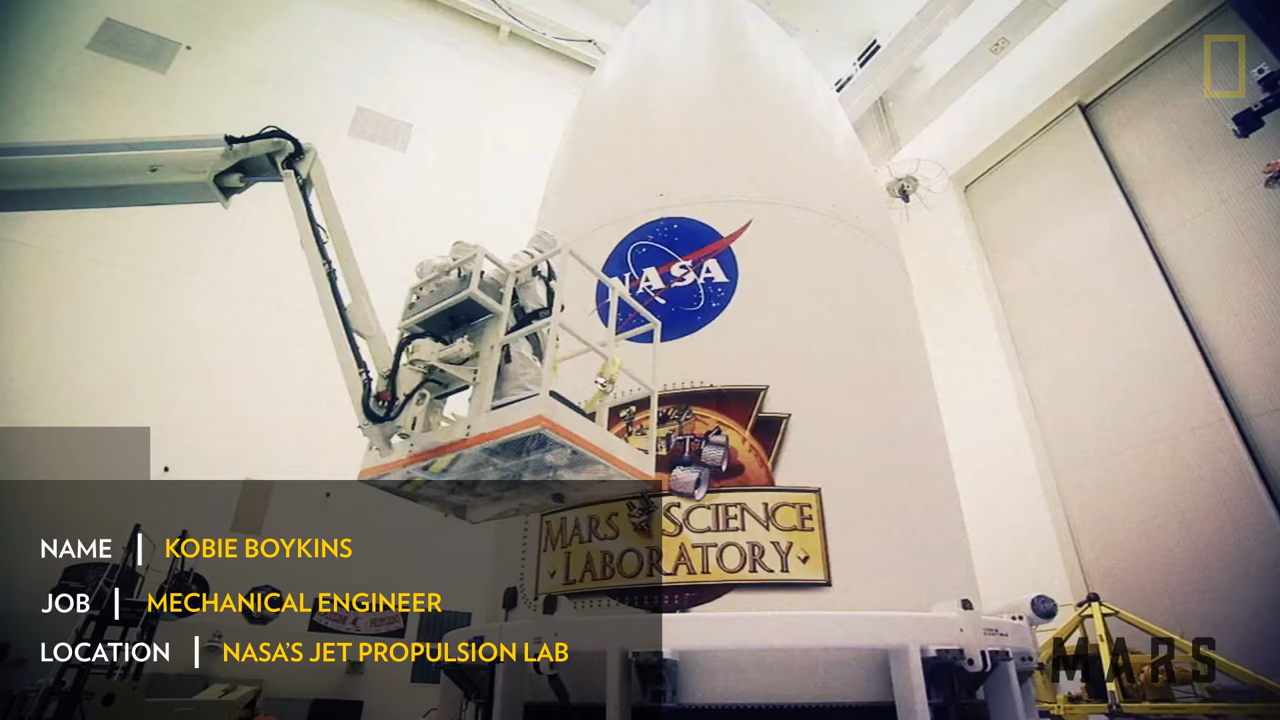 NASA
MARS SCIENCE
LABORATORY
NAME | KOBIE BOYKINS
JOB | MECHANICAL ENGINEER
LOCATION | NASA'S JET PROPULSION LAB
MARS